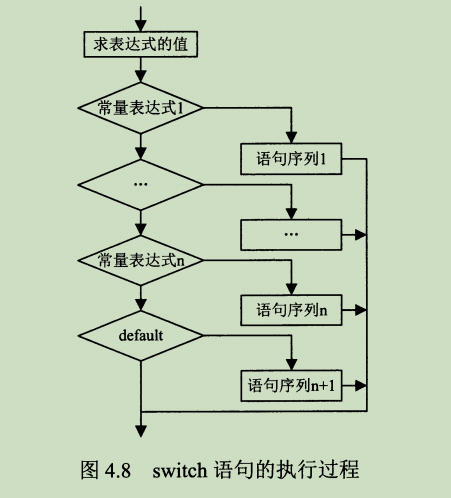 求表达式的值
常量表达式1
语句序列1
...
...
常量表达式n
语句序列n
default
语句序列n+1
图 4.8 switch 语句的执行过程